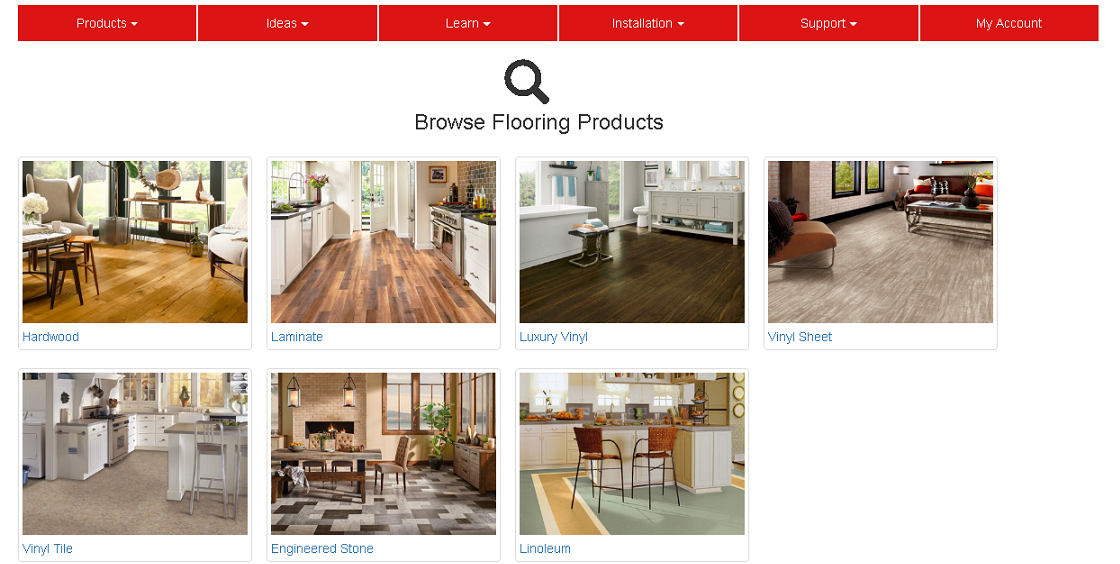 Products
Ideas
Learn
Installation
Support
My Account
Browse Flooring Products
Hardwood
Laminate
Luxury Vinyl
Vinyl Sheet
Vinyl Tile
Engineered Stone
Linoleum